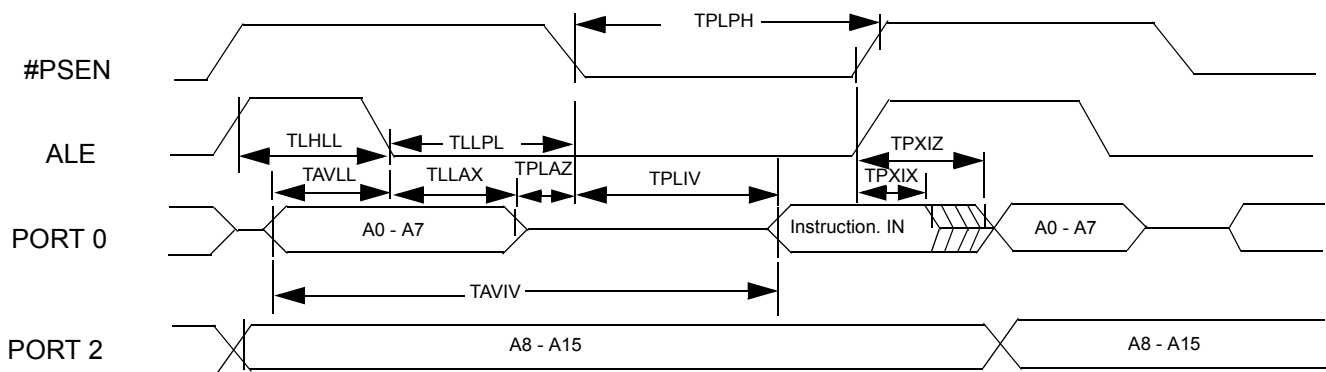 TPLPH
#PSEN
ALE
TLHLL
TLLPL
TPXIZ
TAVLL
TLLAX
TPLAZ
TPLIV
TPXIX
PORT 0
A0 - A7
Instruction. IN
A0 - A7
TAVIV
PORT 2
A8 - A15
A8 - A15